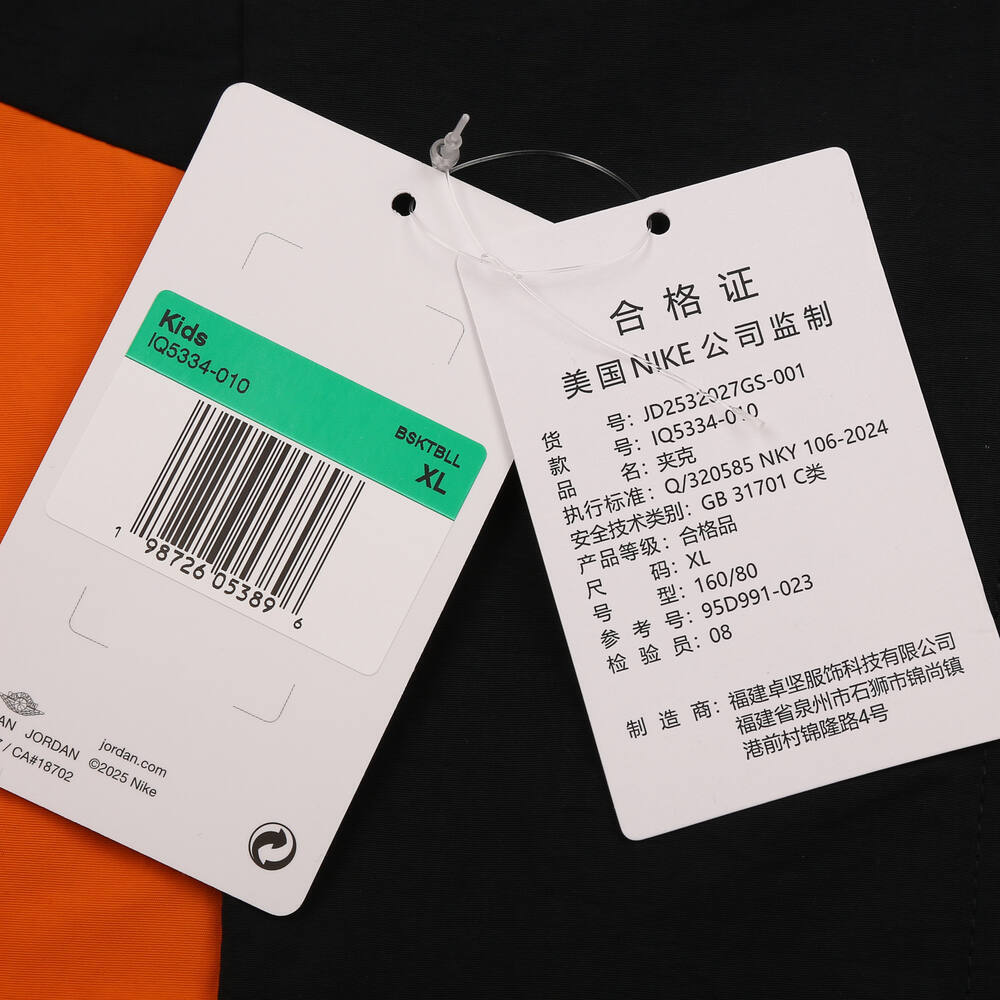 Kids
IQ5334-010
BSKTBLL
XL
1 98726 05389 6
JORDAN
/ CA#18702
jordan.com
©2025 Nike
合格证
美国NIKE公司监制
货号：JD2532027GS-001
款号：IQ5334-010
品名：夹克
执行标准：Q/320585 NKY 106-2024
安全技术类别：GB 31701 C类
产品等级：合格品
尺码：XL
号型：160/80
参考号：95D991-023
检验员：08
制造商：福建卓坚服饰科技有限公司
福建省泉州市石狮市锦尚镇
港前村锦隆路4号